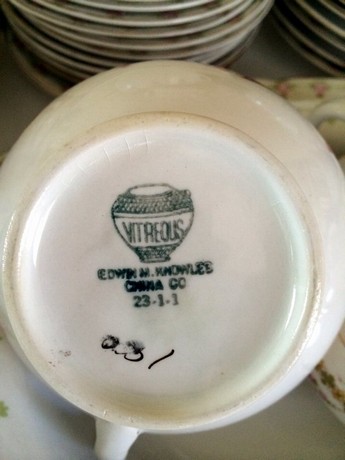 VITREOUS
EDWIN M. KNOWLES
CHINA CO
23-1-1